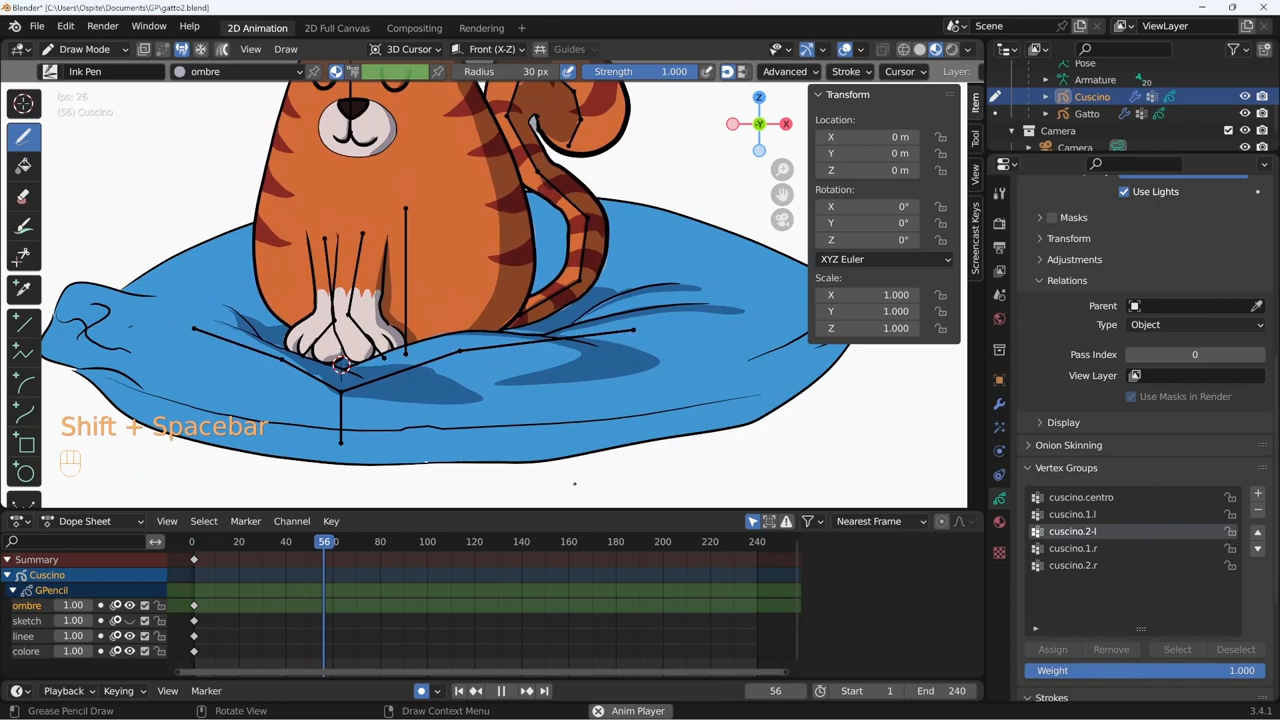 Blender* [C:\Users\Ospite\Documents\GP\gatto2.blend]
File Edit Render Window Help 2D Animation 2D Full Canvas Compositing Rendering Scene ViewLayer
Draw Mode View Draw 3D Cursor Front (X-Z) Guides
Ink Pen ombre Radius 30 px Strength 1.000 Advanced Stroke Cursor Layer:
fps: 26
(56) Cuscino
Z
X
-Y
Transform
Location:
X 0 m
Y 0 m
Z 0 m
Rotation:
X 0°
Y 0°
Z 0°
XYZ Euler
Scale:
X 1.000
Y 1.000
Z 1.000
Item
Tool
View
Screencast Keys
Shift + Spacebar
Pose
Armature 20
Cuscino
Gatto
Camera
Camera
Use Lights
Masks
Transform
Adjustments
Relations
Parent
Type Object
Pass Index 0
View Layer
Use Masks in Render
Display
Onion Skinning
Vertex Groups
cuscino.centro
cuscino.1.l
cuscino.2-l
cuscino.1.r
cuscino.2.r
Assign Remove Select Deselect
Weight 1.000
Strokes
Dope Sheet View Select Marker Channel Key Nearest Frame
0 20 40 56 60 80 100 120 140 160 180 200 220 240
Summary
Cuscino
GPencil
ombre 1.00
sketch 1.00
linee 1.00
colore 1.00
Playback Keying View Marker 56 Start 1 End 240
Grease Pencil Draw Rotate View Draw Context Menu Anim Player 3.4.1